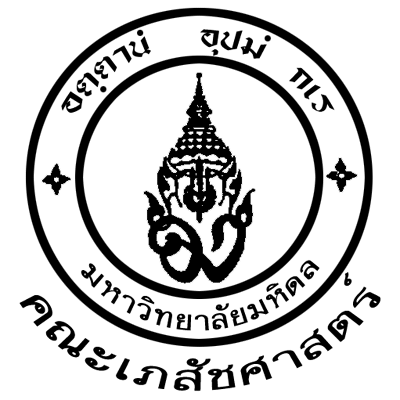 อตฺตานํ อุปมํ กเร
มหาวิทยาลัยมหิดล
คณะเภสัชศาสตร์